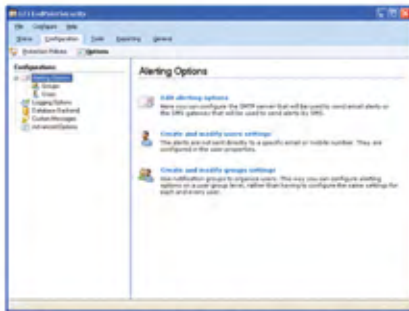 GFI EndPointSecurity
File Configure Help
Status Configuration Tools Reporting General
Protection Policies Options
Configurations:
Alerting Options
Groups
Users
Logging Options
Database Backend
Custom Messages
Advanced Options
Alerting Options
Edit alerting options
Here you can configure the SMTP server that will be used to send email alerts or
the SMS gateway that will be used to send alerts by SMS.
Create and modify users settings
The alerts are not sent directly to a specific email or mobile number. They are
configured in the user properties.
Create and modify groups settings
Use notification groups to organize users. This way you can configure alerting
options on a user group level, rather than having to configure the same settings for
each and every user.